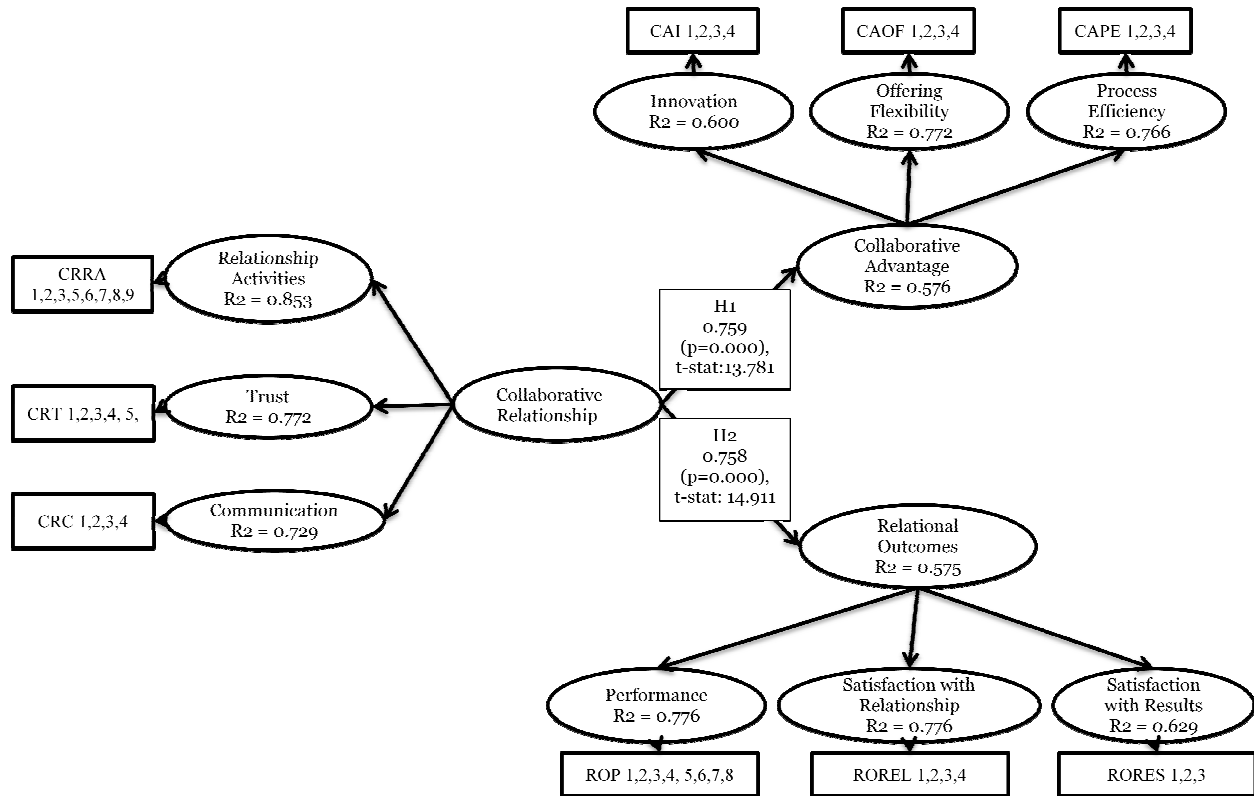 CAI 1,2,3,4
CAOF 1,2,3,4
CAPE 1,2,3,4
Innovation
R2 = 0.600
Offering
Flexibility
R2 = 0.772
Process
Efficiency
R2 = 0.766
Collaborative
Advantage
R2 = 0.576
Relationship
Activities
R2 = 0.853
CRRA
1,2,3,5,6,7,8,9
H1
0.759
(p=0.000),
t-stat:13.781
Trust
R2 = 0.772
CRT 1,2,3,4, 5,
Collaborative
Relationship
H2
0.758
(p=0.000),
t-stat: 14.911
Communication
R2 = 0.729
CRC 1,2,3,4
Relational
Outcomes
R2 = 0.575
Performance
R2 = 0.776
Satisfaction with
Relationship
R2 = 0.776
Satisfaction
with Results
R2 = 0.629
ROP 1,2,3,4, 5,6,7,8
ROREL 1,2,3,4
RORES 1,2,3